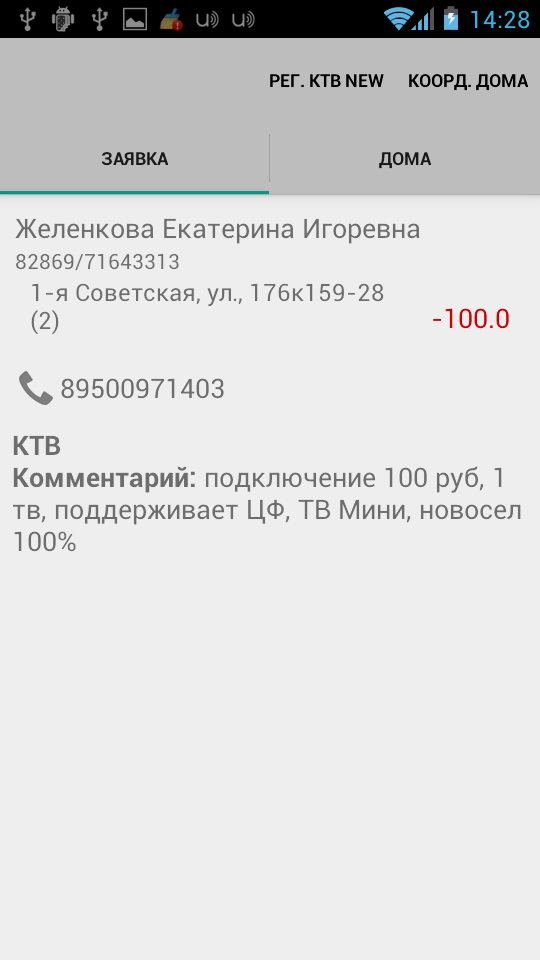 14:28
РЕГ. КТВ NEW КООРД. ДОМА
ЗАЯВКА ДОМА
Желенкова Екатерина Игоревна
82869/71643313
1-я Советская, ул., 176к159-28
(2)
-100.0
89500971403
КТВ
Комментарий: подключение 100 руб, 1
тв, поддерживает ЦФ, ТВ Мини, новосел
100%